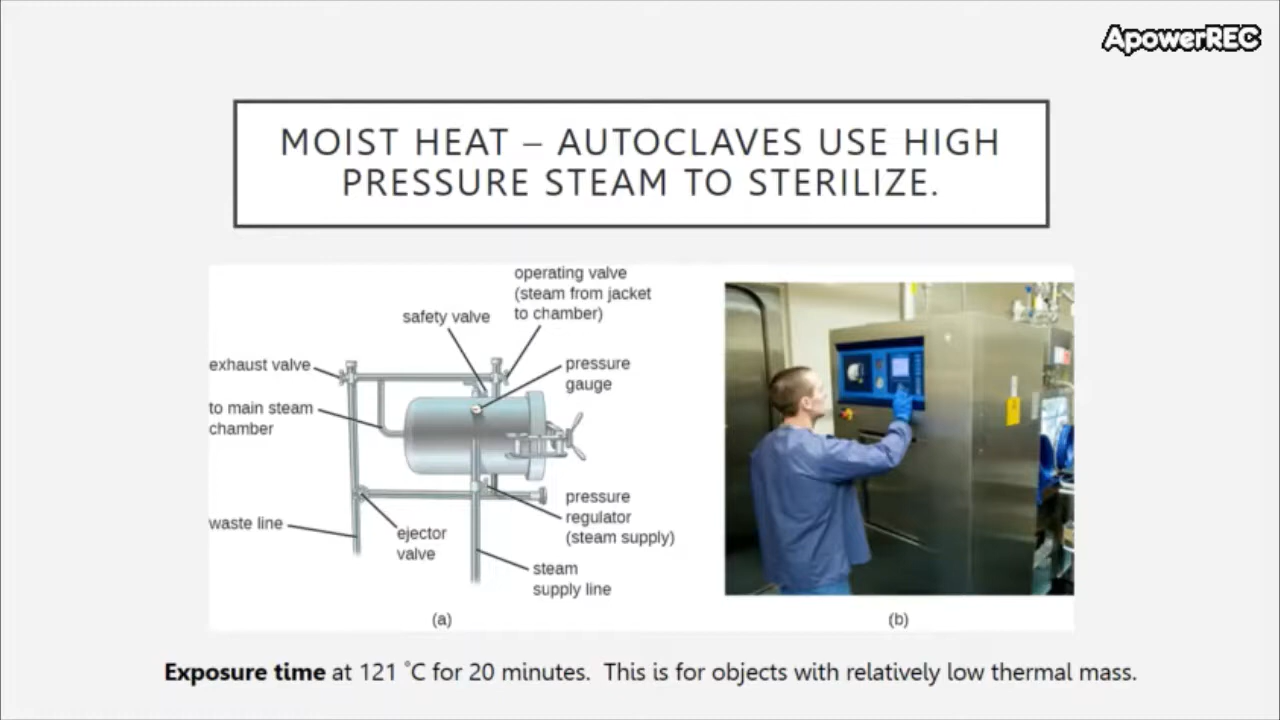 ApowerREC
MOIST HEAT – AUTOCLAVES USE HIGH
PRESSURE STEAM TO STERILIZE.
operating valve
(steam from jacket
to chamber)
safety valve
exhaust valve
pressure
gauge
to main steam
chamber
waste line
ejector
valve
pressure
regulator
(steam supply)
steam
supply line
(a)
(b)
Exposure time at 121 ˚C for 20 minutes.  This is for objects with relatively low thermal mass.